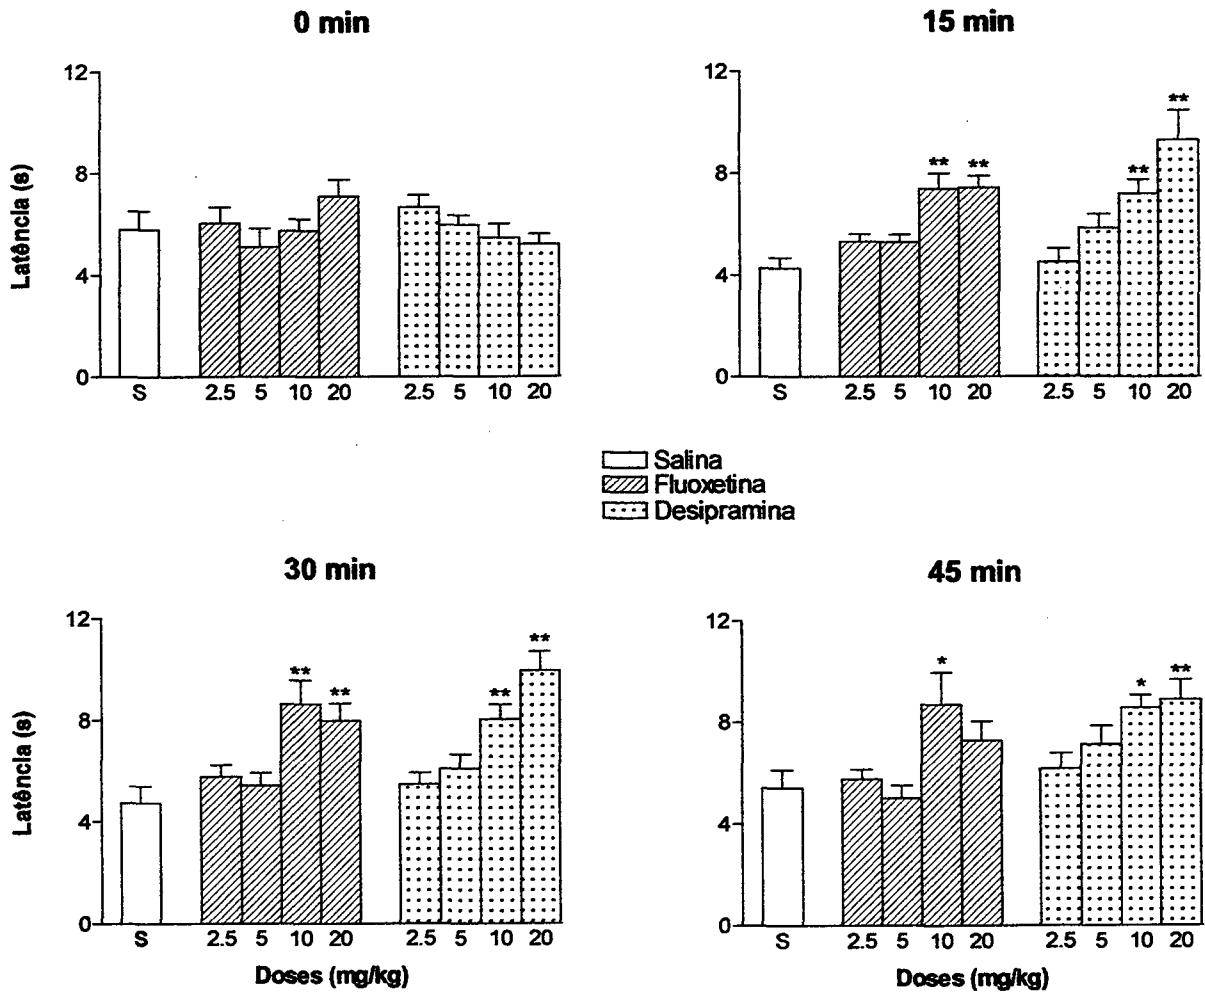 0 min
12
8
4
0
Latência (s)
S 2.5 5 10 20 2.5 5 10 20
15 min
12
8
4
0
** ** ** **
S 2.5 5 10 20 2.5 5 10 20
Salina
Fluoxetina
Desipramina
30 min
12
8
4
0
Latência (s)
** ** ** **
S 2.5 5 10 20 2.5 5 10 20
Doses (mg/kg)
45 min
12
8
4
0
* * **
S 2.5 5 10 20 2.5 5 10 20
Doses (mg/kg)